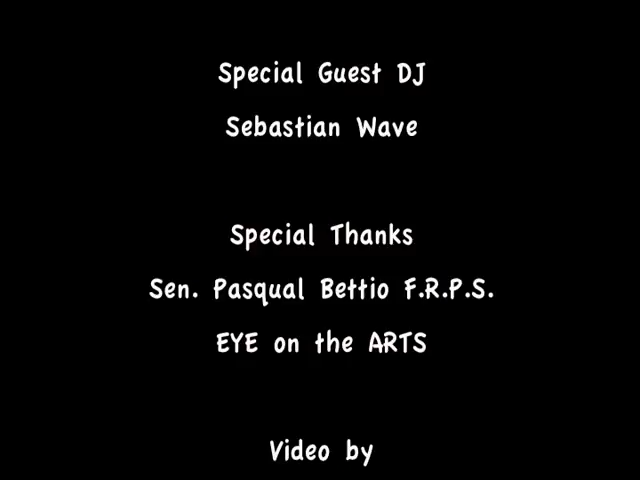 Special Guest DJ
Sebastian Wave
Special Thanks
Sen. Pasqual Bettio F.R.P.S.
EYE on the ARTS
Video by